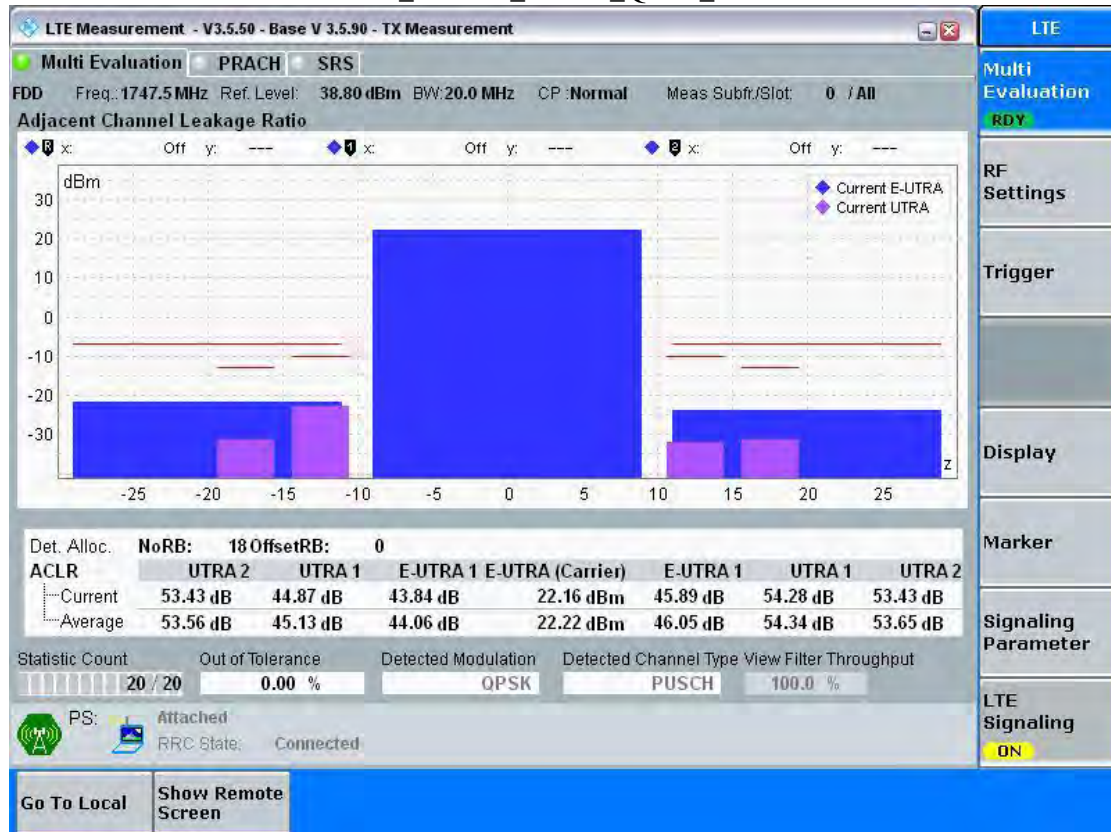 LTE Measurement - V3.5.50 - Base V 3.5.90 - TX Measurement
LTE
Multi Evaluation PRACH SRS
Multi
Evaluation
RDY
FDD Freq.: 1747.5 MHz Ref. Level: 38.80 dBm BW: 20.0 MHz CP : Normal Meas Subfr./Slot: 0 / All
Adjacent Channel Leakage Ratio
R x: Off y: --- 1 x: Off y: --- 2 x: Off y: ---
dBm
Current E-UTRA
Current UTRA
30
20
10
0
-10
-20
-30
z
-25 -20 -15 -10 -5 0 5 10 15 20 25
RF
Settings
Trigger
Display
Marker
Signaling
Parameter
LTE
Signaling
ON
Det. Alloc. NoRB: 18 OffsetRB: 0
ACLR UTRA 2 UTRA 1 E-UTRA 1 E-UTRA (Carrier) E-UTRA 1 UTRA 1 UTRA 2
Current 53.43 dB 44.87 dB 43.84 dB 22.16 dBm 45.89 dB 54.28 dB 53.43 dB
Average 53.56 dB 45.13 dB 44.06 dB 22.22 dBm 46.05 dB 54.34 dB 53.65 dB
Statistic Count Out of Tolerance Detected Modulation Detected Channel Type View Filter Throughput
20 / 20 0.00 % QPSK PUSCH 100.0 %
PS: Attached
RRC State: Connected
Go To Local
Show Remote
Screen